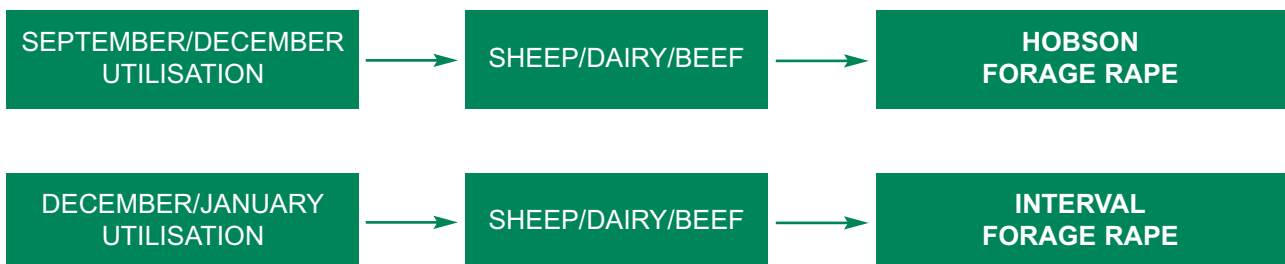 SEPTEMBER/DECEMBER
UTILISATION
SHEEP/DAIRY/BEEF
HOBSON
FORAGE RAPE
DECEMBER/JANUARY
UTILISATION
SHEEP/DAIRY/BEEF
INTERVAL
FORAGE RAPE